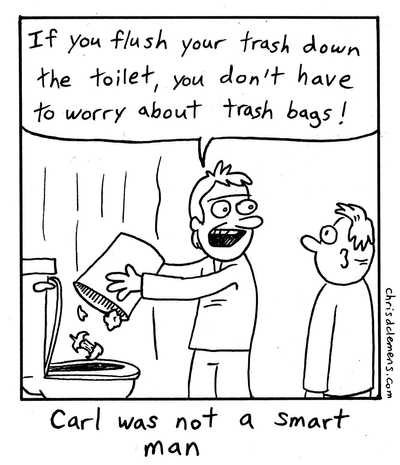 If you flush your trash down
the toilet, you don't have
to worry about trash bags!
chrisdclemens.com
Carl was not a smart
man